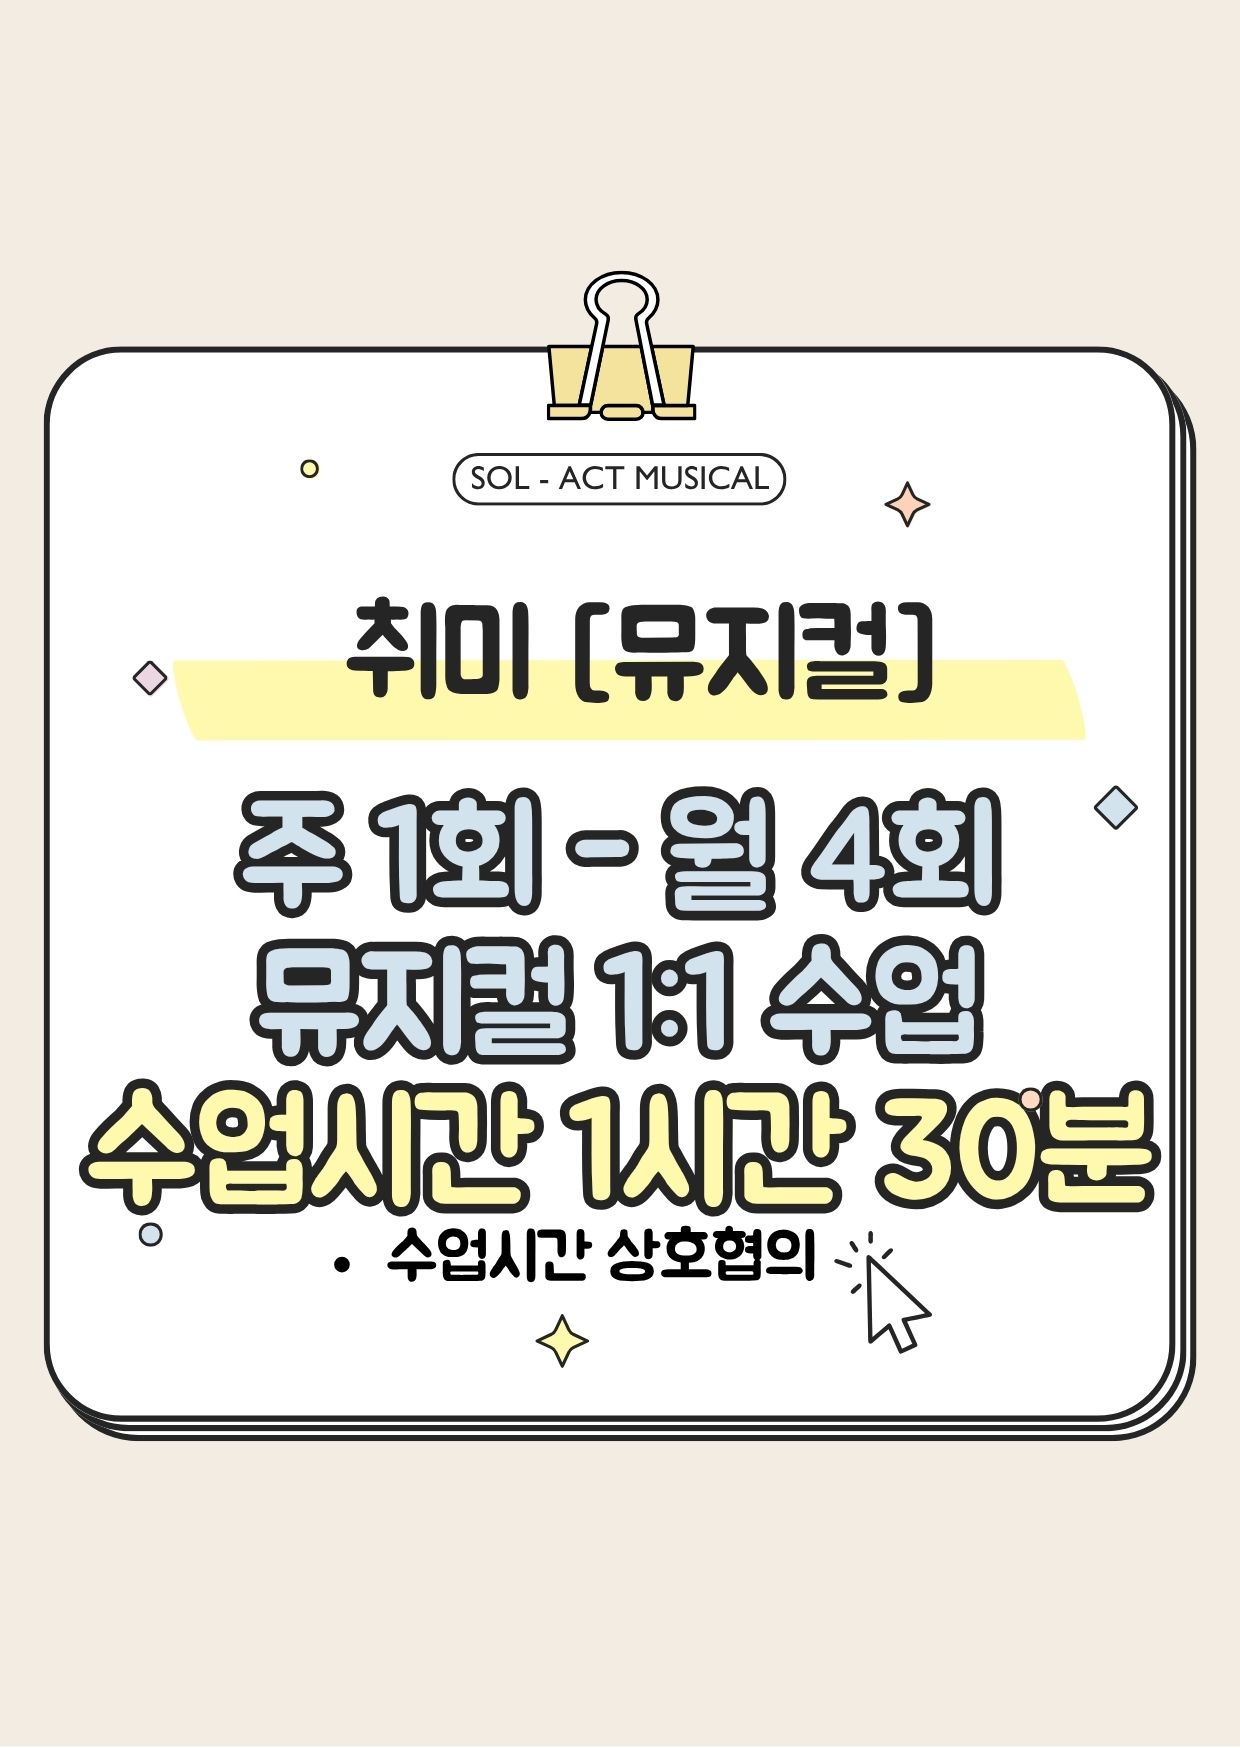 SOL - ACT MUSICAL
취미 [뮤지컬]
주 1회 - 월 4회
뮤지컬 1:1 수업
수업시간 1시간 30분
• 수업시간 상호협의